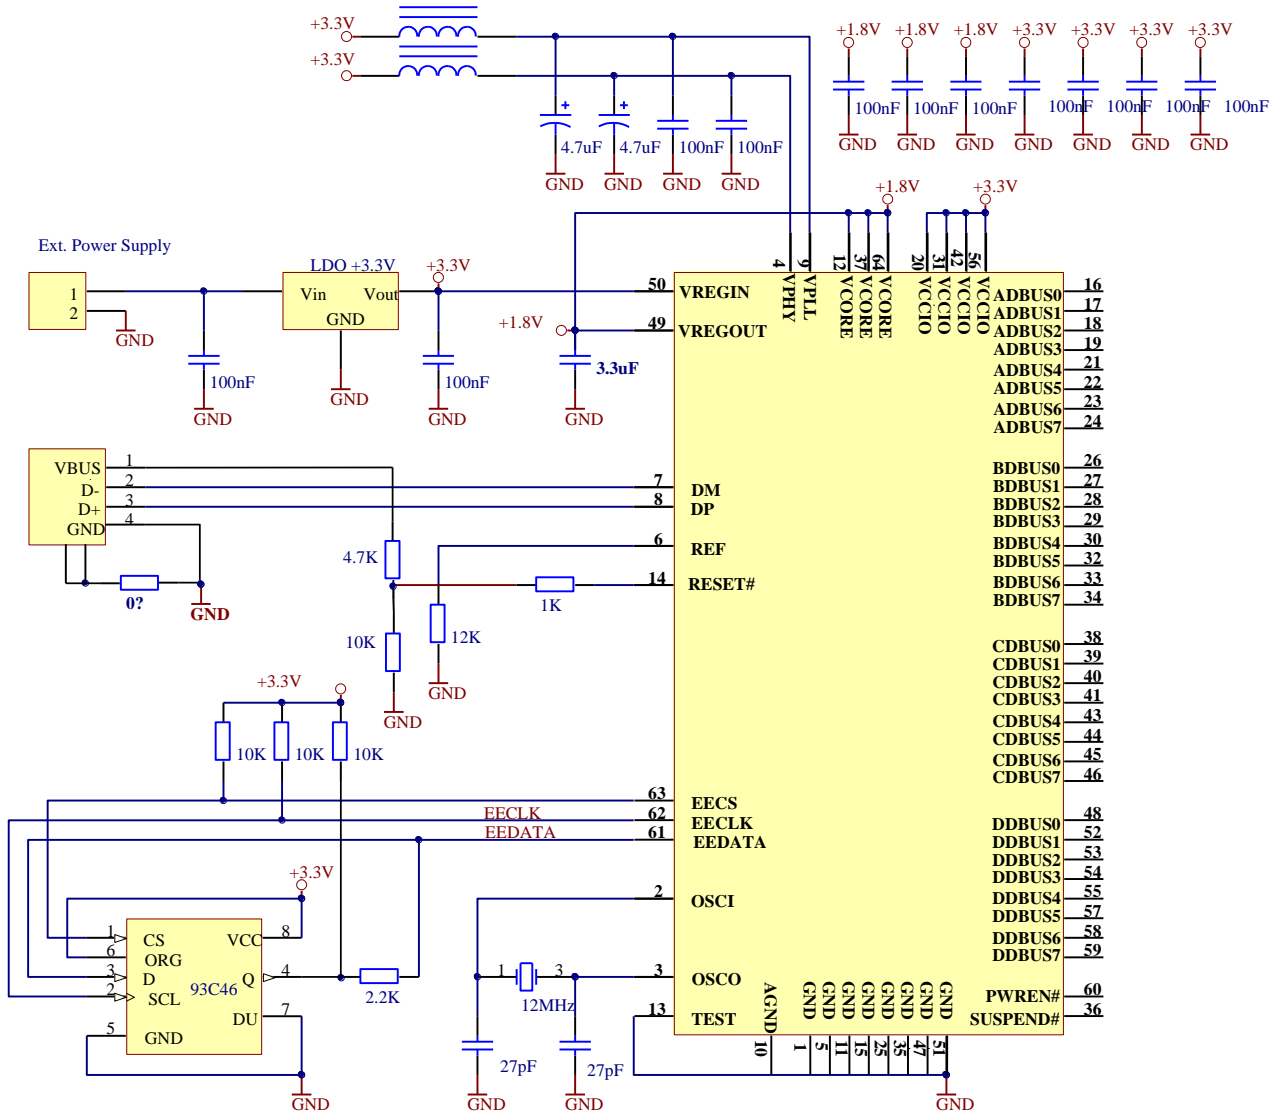 +3.3V
+3.3V
4.7uF 4.7uF 100nF 100nF
GND GND GND GND
+1.8V +1.8V +1.8V +3.3V +3.3V +3.3V +3.3V
100nF 100nF 100nF 100nF 100nF 100nF 100nF
GND GND GND GND GND GND GND
+1.8V +3.3V
Ext. Power Supply
1
2
GND
100nF
GND
LDO +3.3V
Vin Vout
GND
GND
+3.3V
100nF
GND
+1.8V
3.3uF
GND
4 VPHY
9 VPLL
12 VCORE
37 VCORE
64 VCORE
20 VCCIO
31 VCCIO
42 VCCIO
56 VCCIO
50 VREGIN
49 VREGOUT
7 DM
8 DP
6 REF
14 RESET#
63 EECS
62 EECLK
61 EEDATA
2 OSCI
3 OSCO
13 TEST
ADBUS0 16
ADBUS1 17
ADBUS2 18
ADBUS3 19
ADBUS4 21
ADBUS5 22
ADBUS6 23
ADBUS7 24
BDBUS0 26
BDBUS1 27
BDBUS2 28
BDBUS3 29
BDBUS4 30
BDBUS5 32
BDBUS6 33
BDBUS7 34
CDBUS0 38
CDBUS1 39
CDBUS2 40
CDBUS3 41
CDBUS4 43
CDBUS5 44
CDBUS6 45
CDBUS7 46
DDBUS0 48
DDBUS1 52
DDBUS2 53
DDBUS3 54
DDBUS4 55
DDBUS5 57
DDBUS6 58
DDBUS7 59
PWREN# 60
SUSPEND# 36
AGND 10
GND 1
GND 5
GND 11
GND 15
GND 25
GND 35
GND 47
GND 51
GND
VBUS 1
D- 2
D+ 3
GND 4
0?
GND
4.7K
1K
10K
12K
GND
GND
+3.3V
10K 10K 10K
EECLK
EEDATA
+3.3V
1 CS
6 ORG
3 D
2 SCL
5 GND
VCC 8
Q 4
DU 7
93C46
2.2K
GND
1 3
12MHz
27pF 27pF
GND GND